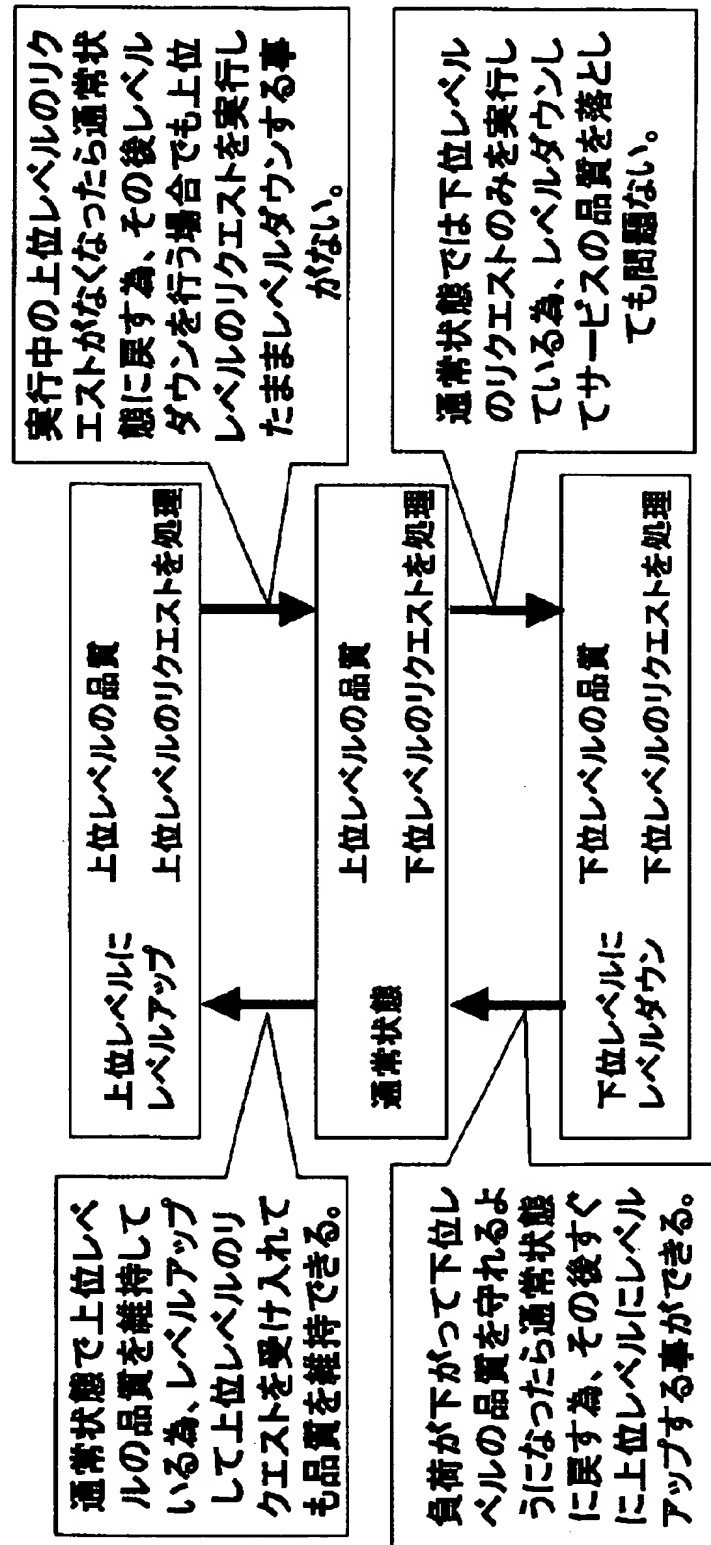 通常状態で上位レベ
ルの品質を維持して
いる為、レベルアップ
して上位レベルのリ
クエストを受け入れて
も品質を維持できる。
上位レベルに
レベルアップ
上位レベルの品質
上位レベルのリクエストを処理
実行中の上位レベルのリク
エストがなくなったら通常状
態に戻す為、その後レベル
ダウンを行う場合でも上位
レベルのリクエストを実行し
たままレベルダウンする事
がない。
通常状態
上位レベルの品質
下位レベルのリクエストを処理
負荷が下がって下位レ
ベルの品質を守れるよ
うになったら通常状態
に戻す為、その後すぐ
に上位レベルにレベル
アップする事ができる。
下位レベルに
レベルダウン
下位レベルの品質
下位レベルのリクエストを処理
通常状態では下位レベル
のリクエストのみを実行し
ている為、レベルダウンし
てサービスの品質を落とし
ても問題ない。